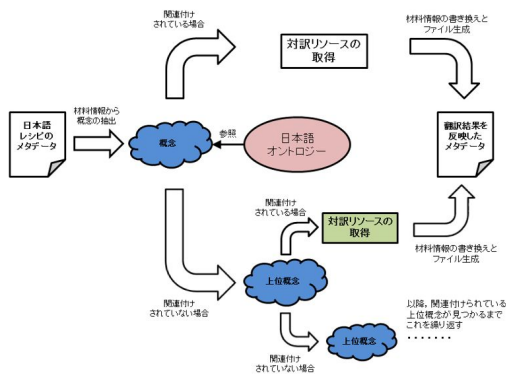 関連付け
されている場合
対訳リソースの
取得
材料情報の書き換えと
ファイル生成
日本語
レシピの
メタデータ
材料情報から
概念の抽出
概念
参照
日本語
オントロジー
翻訳結果を
反映した
メタデータ
関連付け
されている場合
対訳リソースの
取得
材料情報の書き換えと
ファイル生成
関連付け
されていない場合
上位概念
以降，関連付けられている
上位概念が見つかるまで
これを繰り返す
・・・・・・・
上位概念
関連付け
されていない場合